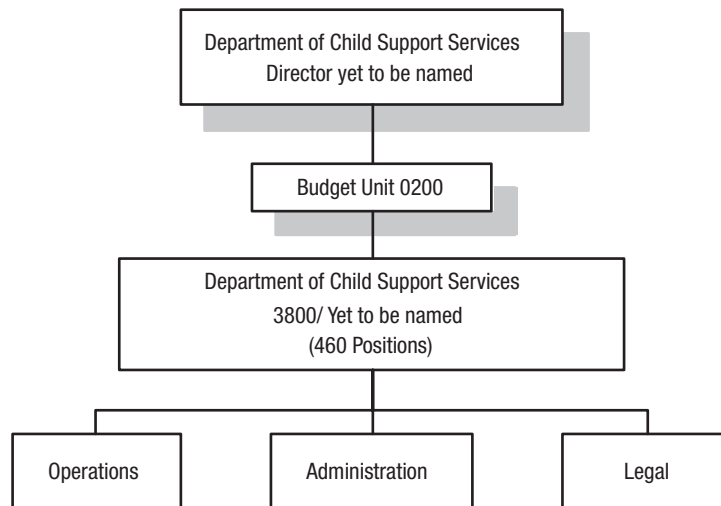 Department of Child Support Services
Director yet to be named
Budget Unit 0200
Department of Child Support Services
3800/ Yet to be named
(460 Positions)
Operations
Administration
Legal